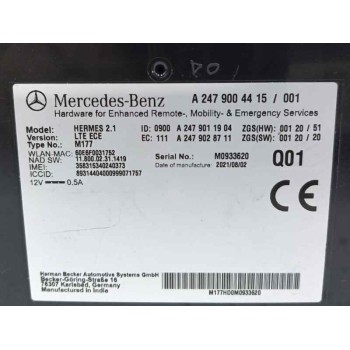 Mercedes-Benz A 247 900 44 15 / 001
Hardware for Enhanced Remote-, Mobility- & Emergency Services
Model: HERMES 2.1 ID: 0900 A 247 901 19 04 ZGS(HW): 001 20 / 51
Version: LTE ECE EC: 111 A 247 902 87 11 ZGS(SW): 001 20 / 20
Type No.: M177
WLAN-MAC: 60E6F0031752
NAD SW: 11.800.02.31.1419 Serial No.: M0933620 Q01
IMEI: 358315340240373 Date of manufacture: 2021/08/02
ICCID: 89314404000999071757
12V 0.5A CE
Harman Becker Automotive Systems GmbH
Becker-Göring-Straße 16
76307 Karlsbad, Germany
Manufactured in India
M177HD0M0933620